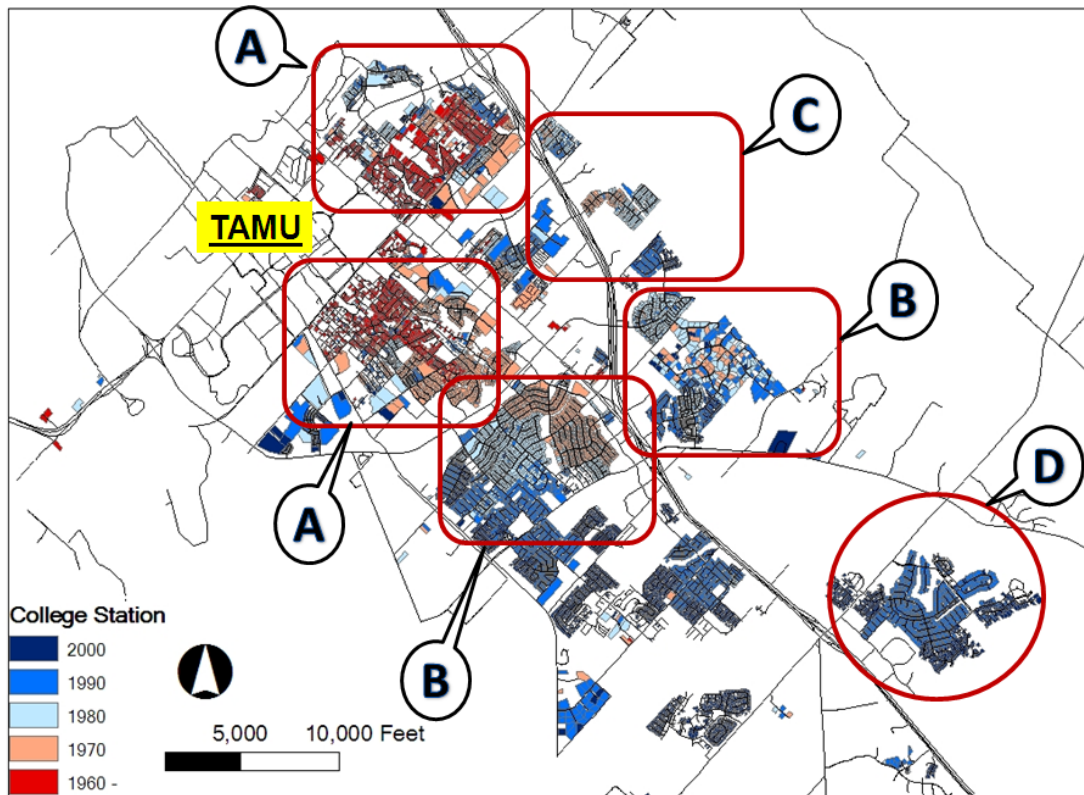 A
C
TAMU
B
A
D
B
College Station
2000
1990
1980
1970
1960 -
5,000 10,000 Feet